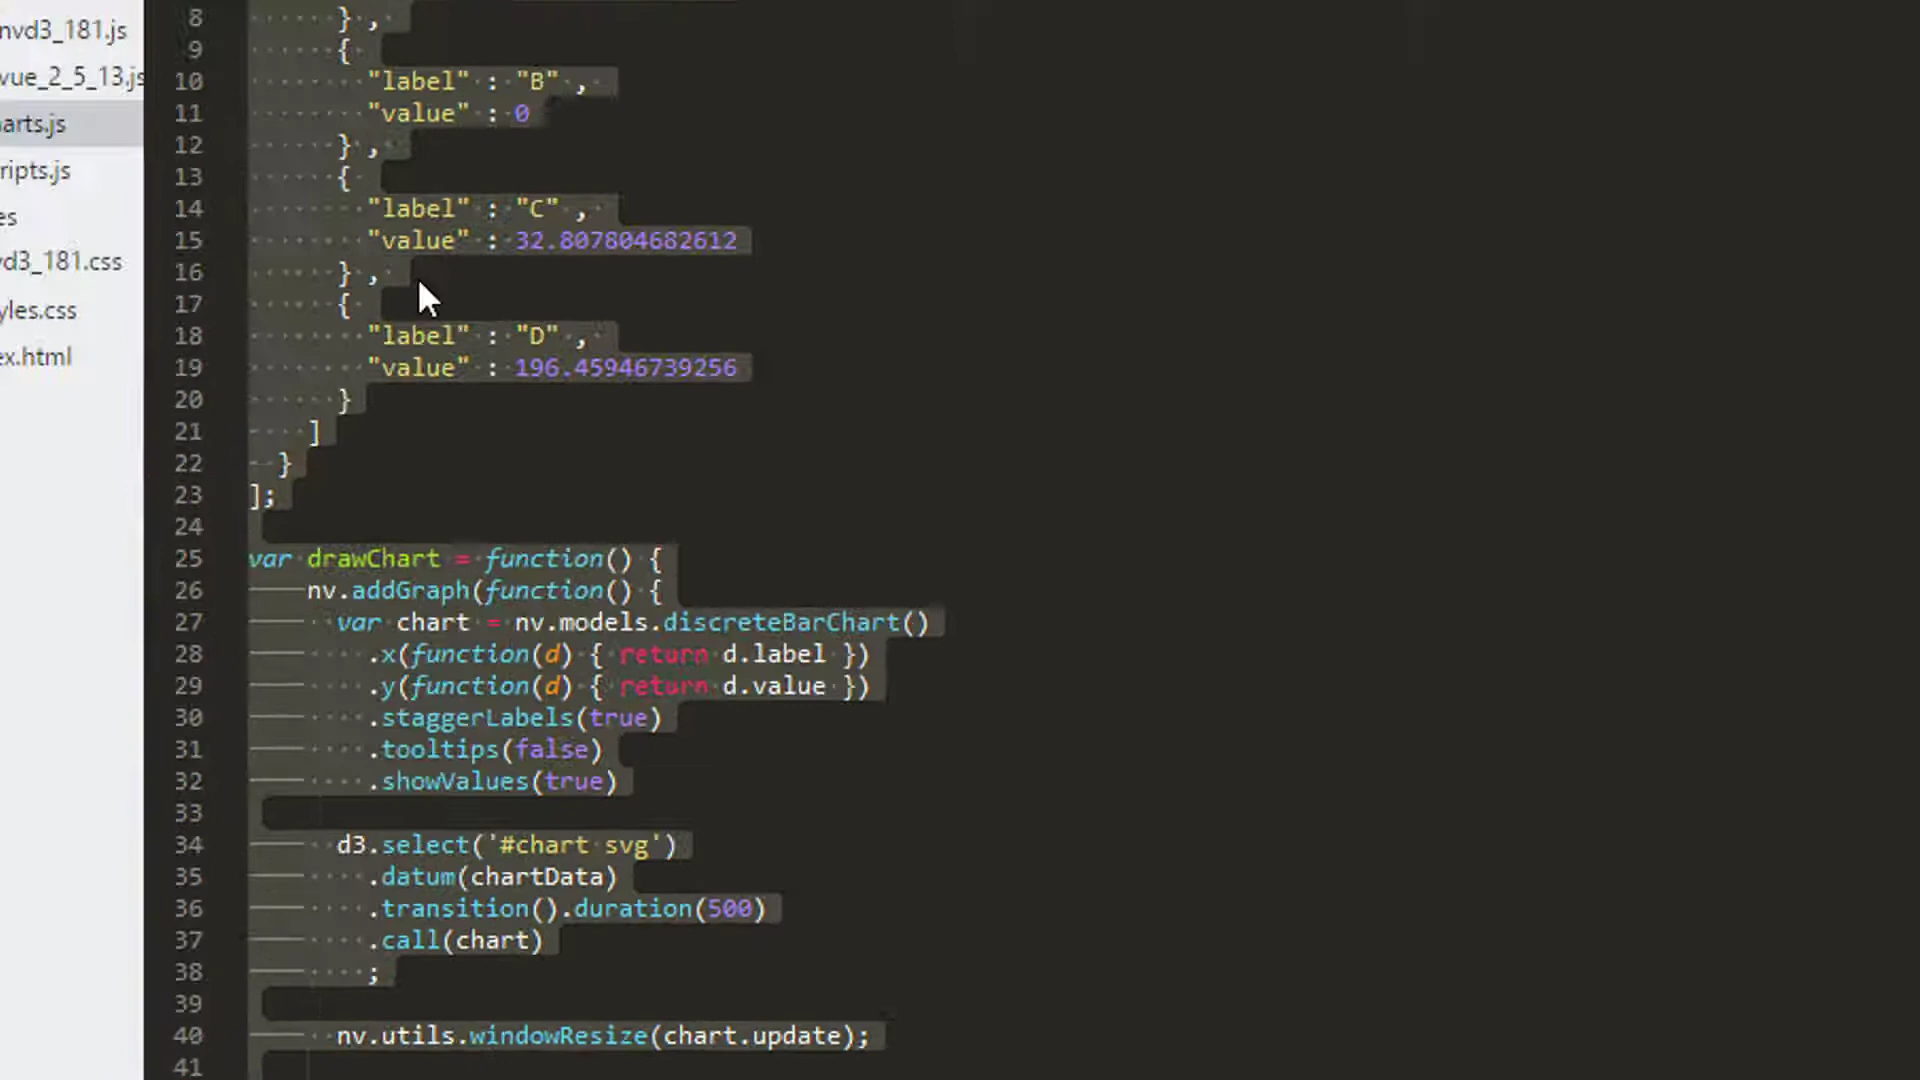 nvd3_181.js
vue_2_5_13.js
arts.js
ripts.js
es
vd3_181.css
yles.css
ex.html
8 } ,
9 {
10 "label" : "B" ,
11 "value" : 0
12 } ,
13 {
14 "label" : "C" ,
15 "value" : 32.807804682612
16 } ,
17 {
18 "label" : "D" ,
19 "value" : 196.45946739256
20 }
21 ]
22 }
23 ];
24
25 var drawChart = function() {
26 nv.addGraph(function() {
27 var chart = nv.models.discreteBarChart()
28 .x(function(d) { return d.label })
29 .y(function(d) { return d.value })
30 .staggerLabels(true)
31 .tooltips(false)
32 .showValues(true)
33
34 d3.select('#chart svg')
35 .datum(chartData)
36 .transition().duration(500)
37 .call(chart)
38 ;
39
40 nv.utils.windowResize(chart.update);
41